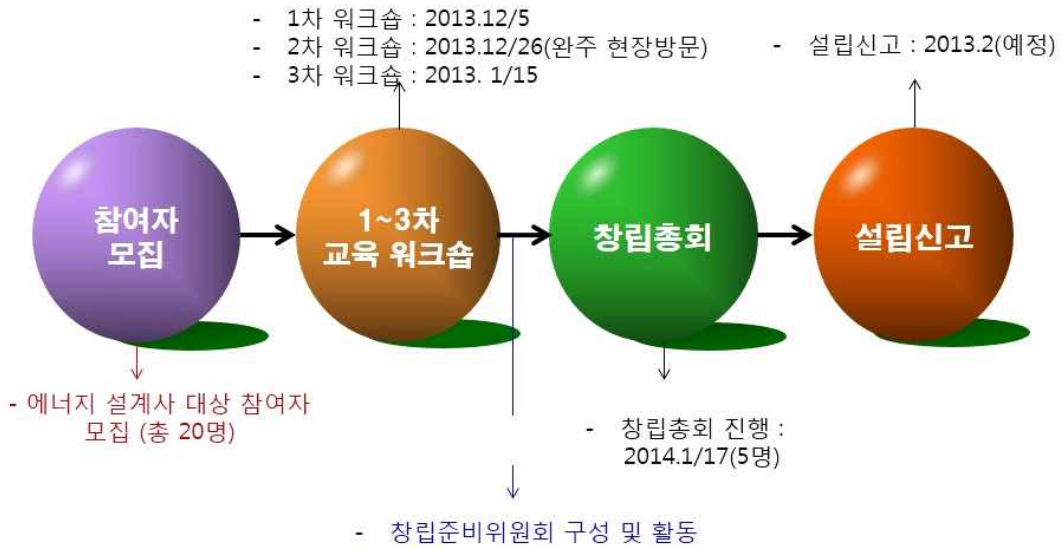 - 1차 워크숍 : 2013.12/5
- 2차 워크숍 : 2013.12/26(완주 현장방문)
- 3차 워크숍 : 2013. 1/15
- 설립신고 : 2013.2(예정)
참여자
모집
1~3차
교육 워크숍
창립총회
설립신고
- 에너지 설계사 대상 참여자
모집 (총 20명)
- 창립총회 진행 :
2014.1/17(5명)
- 창립준비위원회 구성 및 활동